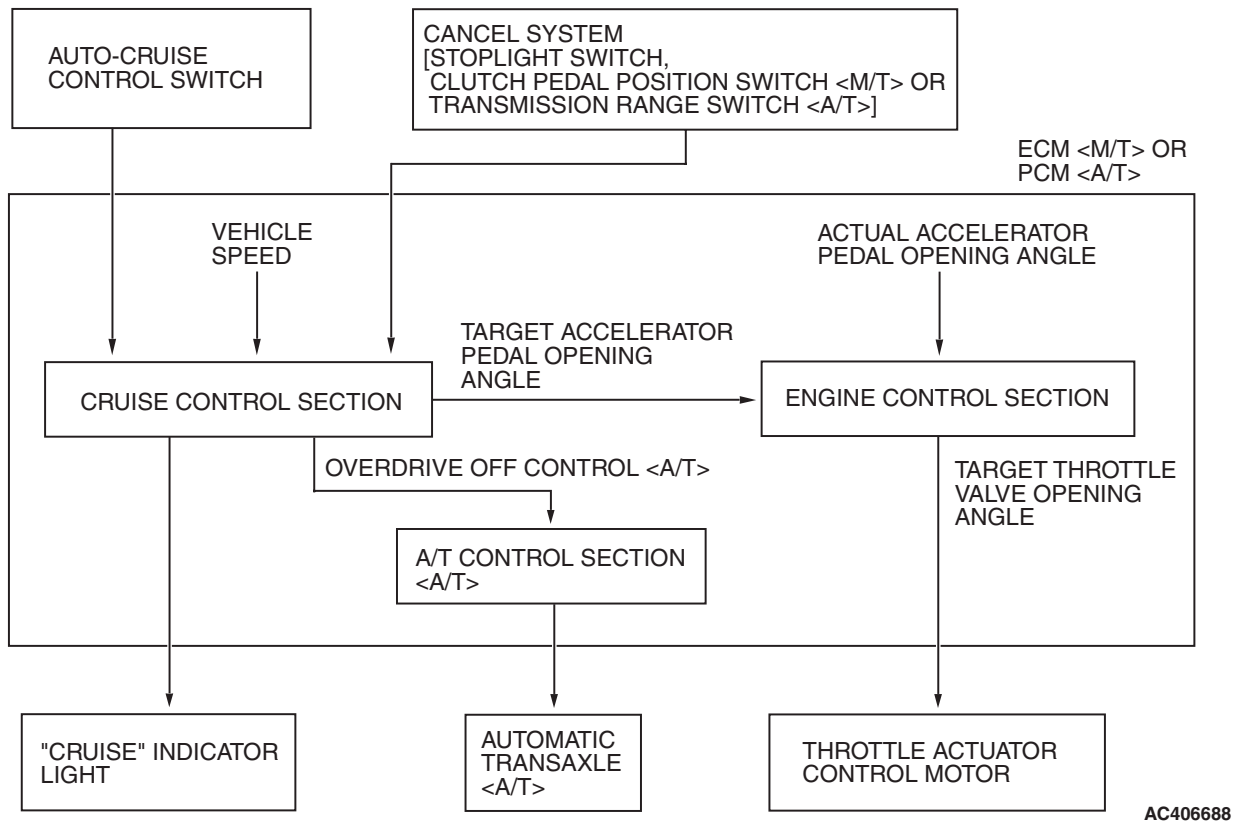 AUTO-CRUISE
CONTROL SWITCH
CANCEL SYSTEM
[STOPLIGHT SWITCH,
CLUTCH PEDAL POSITION SWITCH <M/T> OR
TRANSMISSION RANGE SWITCH <A/T>]
ECM <M/T> OR
PCM <A/T>
VEHICLE
SPEED
ACTUAL ACCELERATOR
PEDAL OPENING ANGLE
TARGET ACCELERATOR
PEDAL OPENING
ANGLE
CRUISE CONTROL SECTION
ENGINE CONTROL SECTION
OVERDRIVE OFF CONTROL <A/T>
TARGET THROTTLE
VALVE OPENING
ANGLE
A/T CONTROL SECTION
<A/T>
"CRUISE" INDICATOR
LIGHT
AUTOMATIC
TRANSAXLE
<A/T>
THROTTLE ACTUATOR
CONTROL MOTOR
AC406688